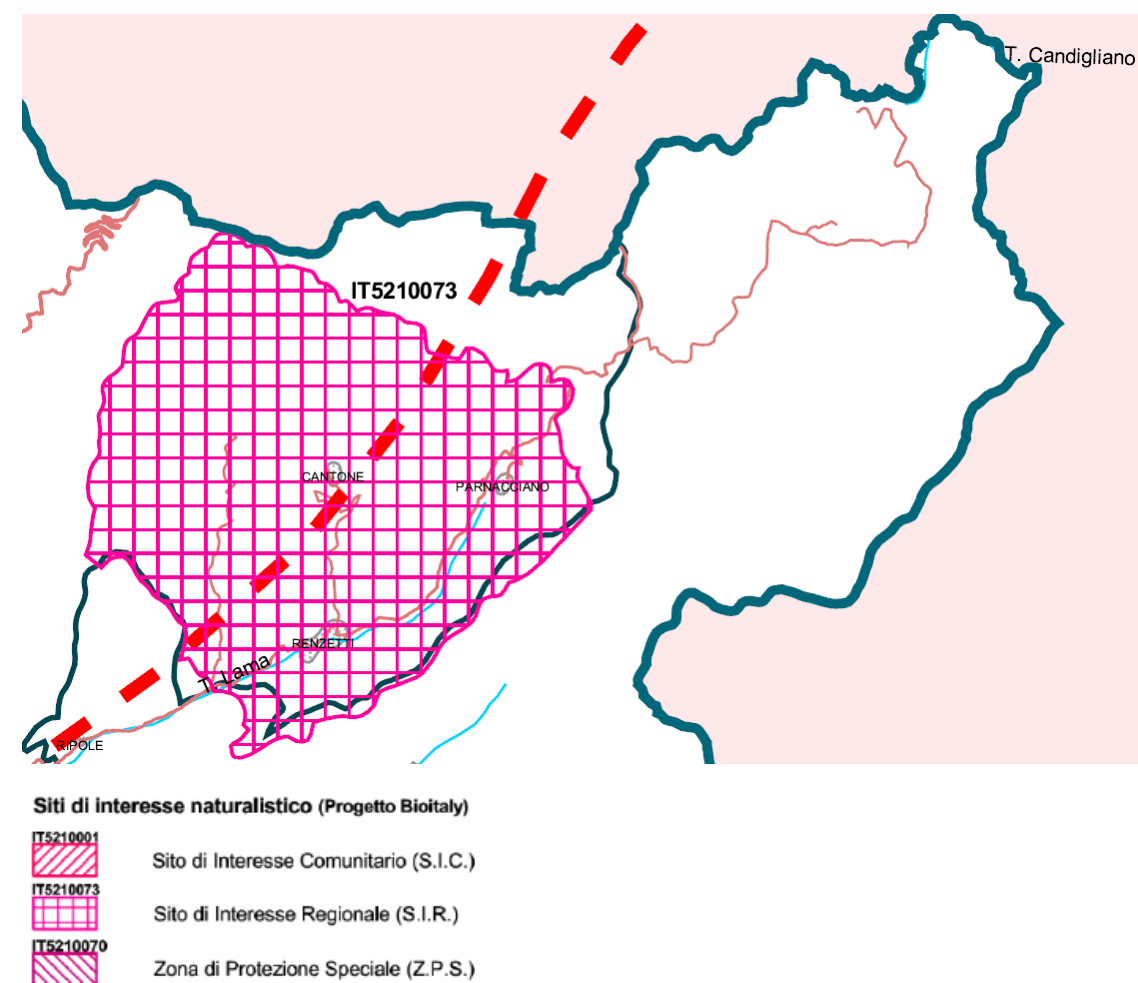 T. Candigliano
IT5210073
CANTONE
PARNACCIANO
RENZETTI
T. Lama
RIPOLE
Siti di interesse naturalistico (Progetto Bioitaly)
IT5210001
Sito di Interesse Comunitario (S.I.C.)
IT5210073
Sito di Interesse Regionale (S.I.R.)
IT5210070
Zona di Protezione Speciale (Z.P.S.)